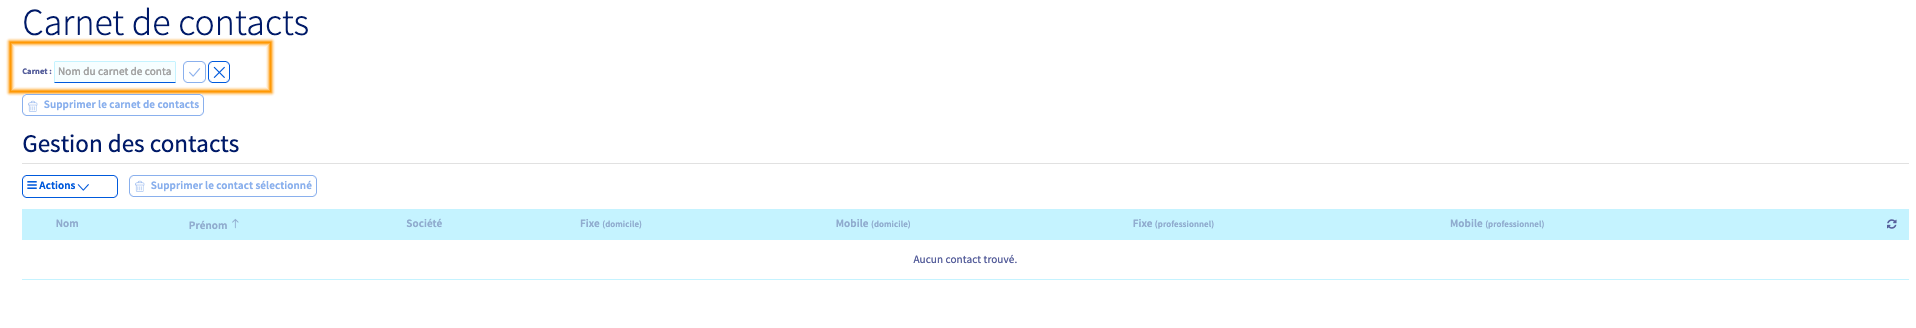 Carnet de contacts
Carnet : Nom du carnet de conta
Supprimer le carnet de contacts
Gestion des contacts
Actions Supprimer le contact sélectionné
Nom Prénom Société Fixe (domicile) Mobile (domicile) Fixe (professionnel) Mobile (professionnel)
Aucun contact trouvé.